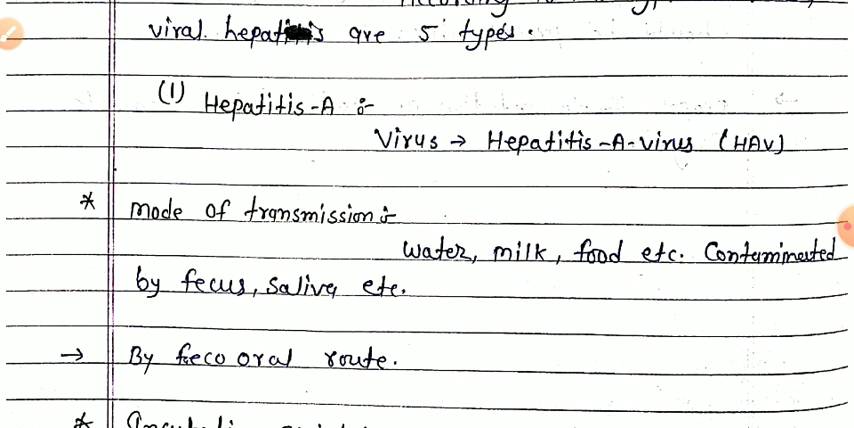 viral hepatitis are 5 types.
(1) Hepatitis-A :-
Virus → Hepatitis-A-virus (HAV)
* mode of transmission :-
water, milk, food etc. Contaminated
by fecus, saliva etc.
→ By feco oral route.
*